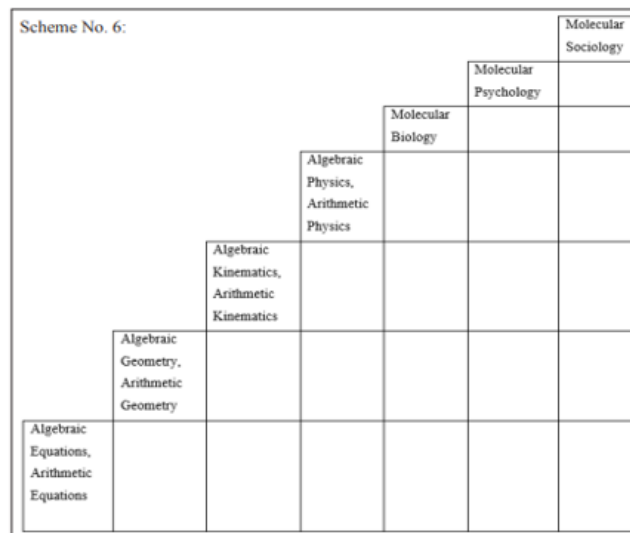 Scheme No. 6:
Molecular
Sociology
Molecular
Psychology
Molecular
Biology
Algebraic
Physics,
Arithmetic
Physics
Algebraic
Kinematics,
Arithmetic
Kinematics
Algebraic
Geometry,
Arithmetic
Geometry
Algebraic
Equations,
Arithmetic
Equations